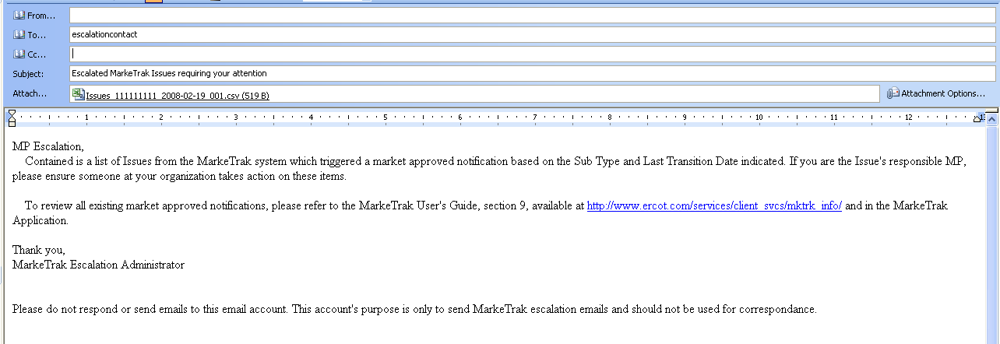 From...
To... escalationcontact
Cc...
Subject: Escalated MarkeTrak Issues requiring your attention
Attach... Issues_111111111_2008-02-19_001.csv (519 B) Attachment Options...
1 2 3 4 5 6 7 8 9 10 11 12 13
MP Escalation,
Contained is a list of Issues from the MarkeTrak system which triggered a market approved notification based on the Sub Type and Last Transition Date indicated. If you are the Issue's responsible MP,
please ensure someone at your organization takes action on these items.
To review all existing market approved notifications, please refer to the MarkeTrak User's Guide, section 9, available at http://www.ercot.com/services/client_svcs/mktrk_info/ and in the MarkeTrak
Application.
Thank you,
MarkeTrak Escalation Administrator
Please do not respond or send emails to this email account. This account's purpose is only to send MarkeTrak escalation emails and should not be used for correspondance.